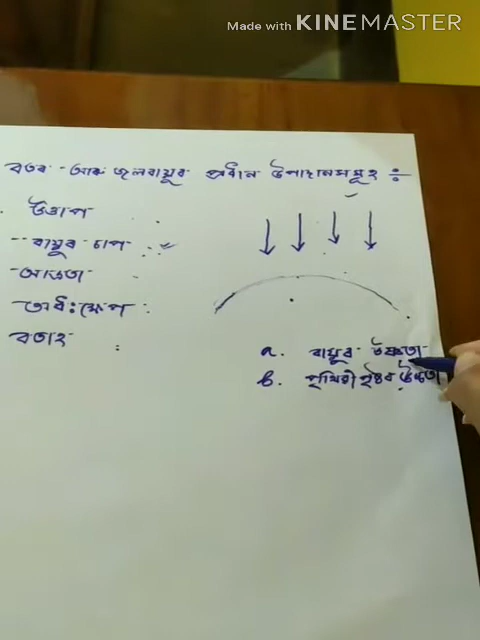 Made with KINEMASTER
বতৰ আৰু জলবায়ুৰ প্ৰধান উপাদানসমূহ ÷
উত্তাপ :
বায়ুৰ চাপ :
আৰ্দ্ৰতা :
অধঃক্ষেপ :
বতাহ :
a. বায়ুৰ উষ্ণতা
b. পৃথিৱী পৃষ্ঠৰ উষ্ণতা